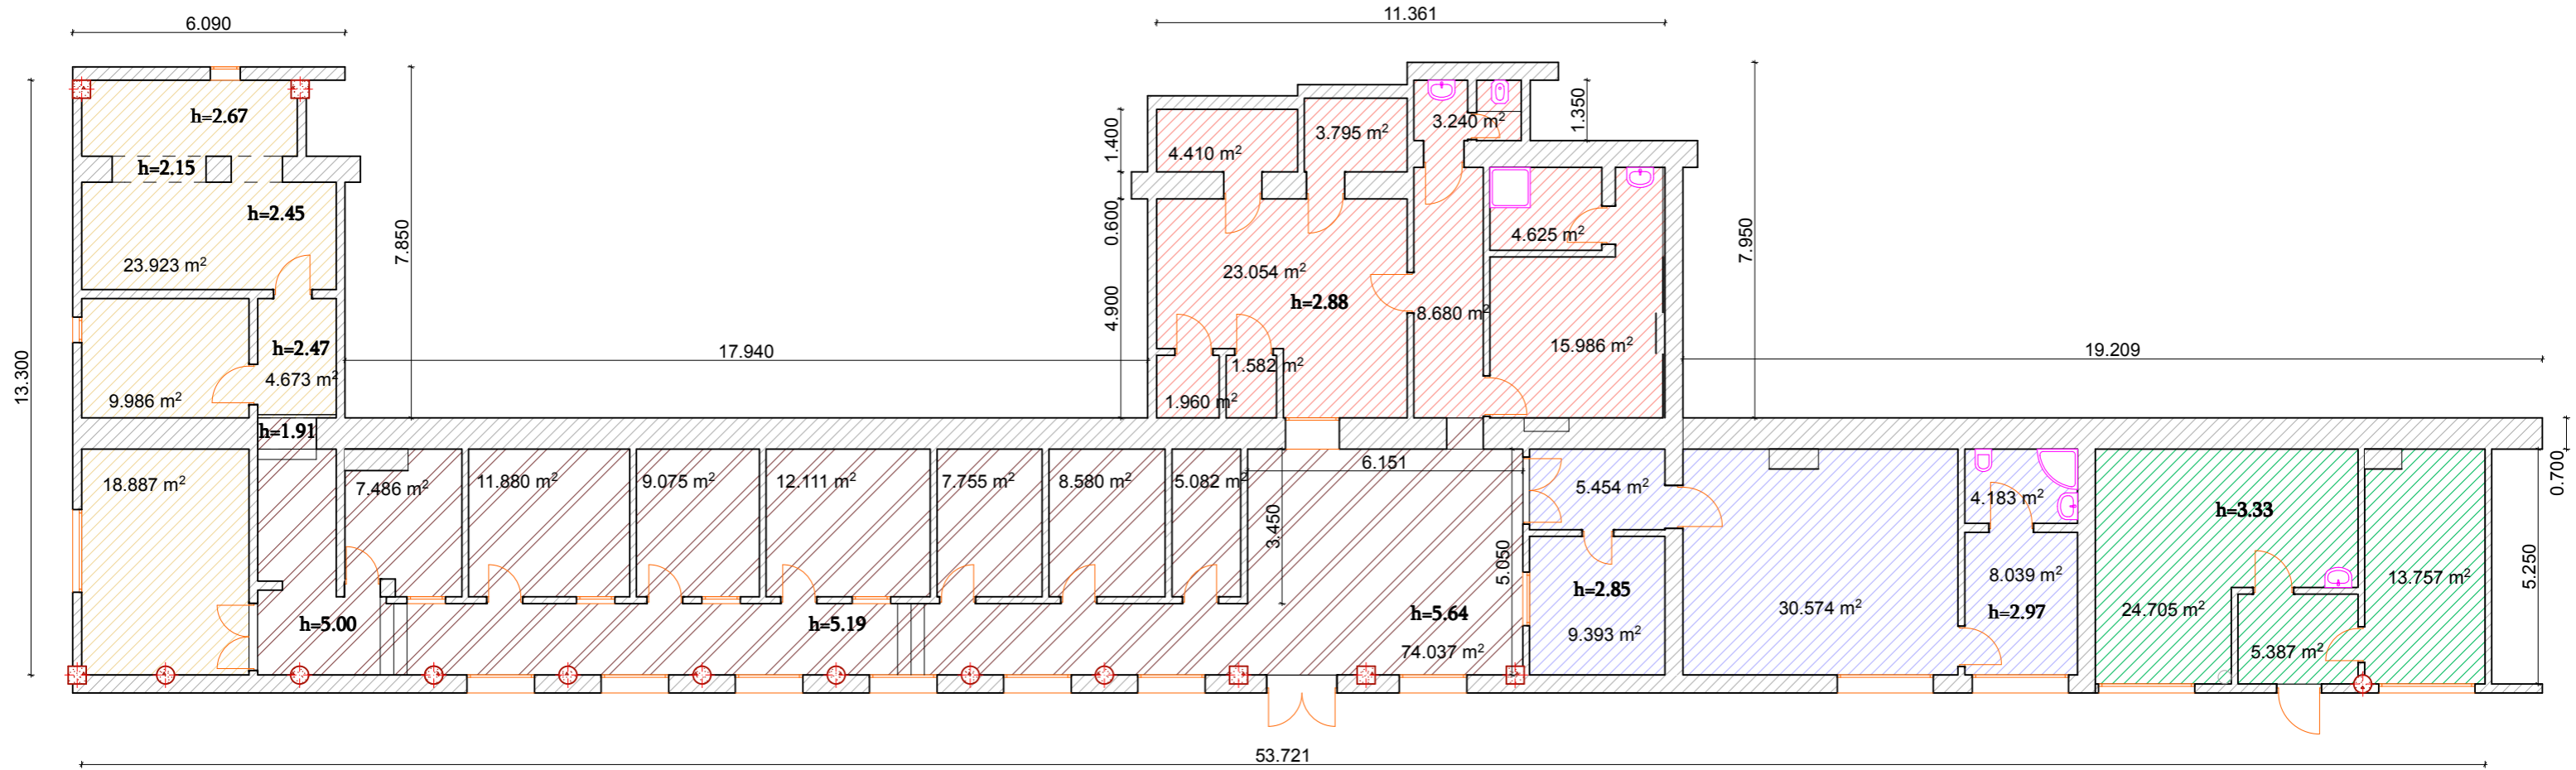 11.361
6.090
h=2.67
1.350
3.795 m²
3.240 m²
1.400
4.410 m²
h=2.15
h=2.45
0.600
7.850
7.950
4.625 m²
23.923 m²
23.054 m²
h=2.88
4.900
8.680 m²
15.986 m²
h=2.47
17.940
19.209
1.582 m²
4.673 m²
13.300
9.986 m²
1.960 m²
h=1.91
6.151
0.700
18.887 m²
7.486 m²
11.880 m²
9.075 m²
12.111 m²
7.755 m²
8.580 m²
5.082 m²
5.454 m²
4.183 m²
h=3.33
3.450
5.050
5.250
8.039 m²
13.757 m²
h=2.85
h=5.00
h=5.19
h=5.64
30.574 m²
h=2.97
24.705 m²
9.393 m²
74.037 m²
5.387 m²
53.721